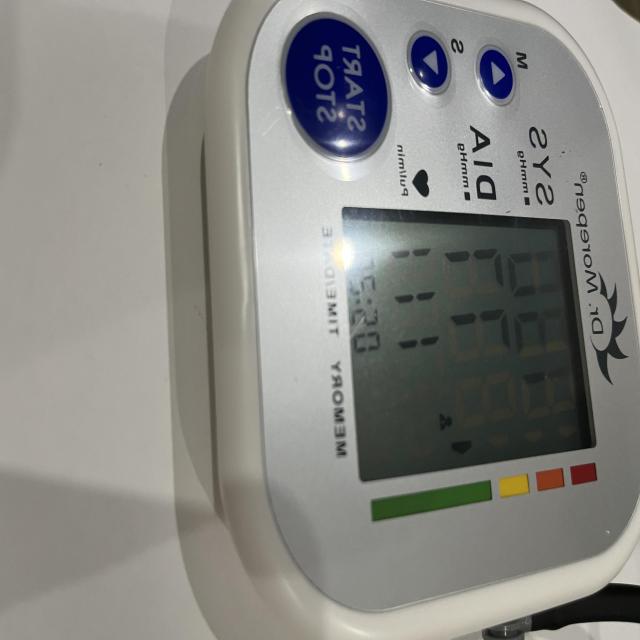 Dr. Morepen®
SYS
mmHg
DIA
mmHg
Pul/min
MEMORY TIME/DATE
M
S
START
STOP